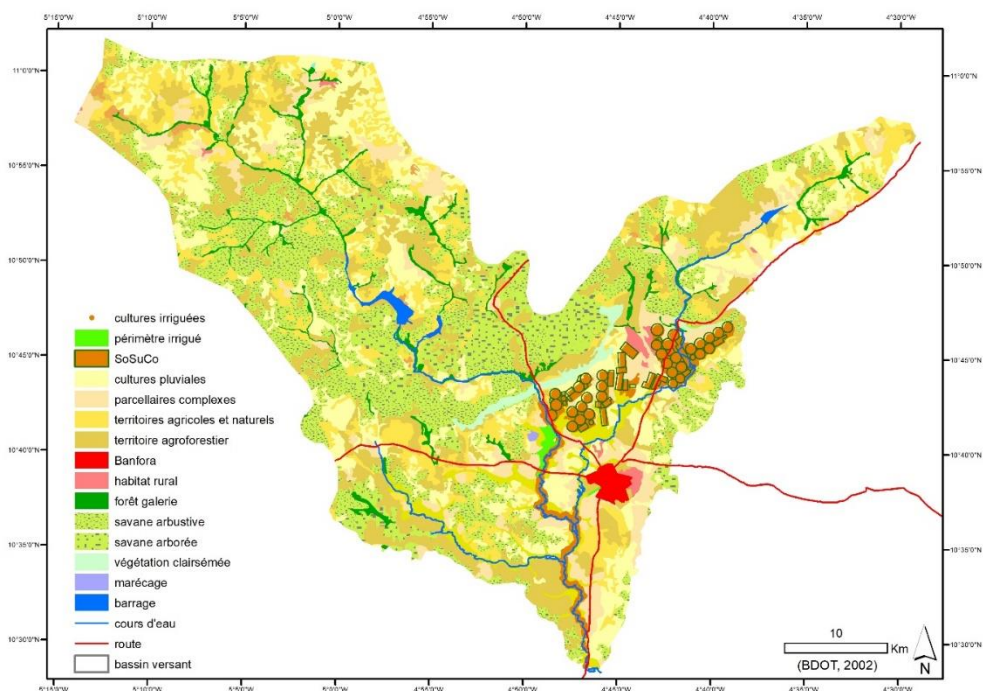 5°15'0"W 5°10'0"W 5°5'0"W 5°0'0"W 4°55'0"W 4°50'0"W 4°45'0"W 4°40'0"W 4°35'0"W 4°30'0"W
11°0'0"N 11°0'0"N
10°55'0"N 10°55'0"N
10°50'0"N 10°50'0"N
10°45'0"N 10°45'0"N
10°40'0"N 10°40'0"N
10°35'0"N 10°35'0"N
10°30'0"N 10°30'0"N
cultures irriguées
périmètre irrigué
SoSuCo
cultures pluviales
parcellaires complexes
territoires agricoles et naturels
territoire agroforestier
Banfora
habitat rural
forêt galerie
savane arbustive
savane arborée
végétation clairsémée
marécage
barrage
cours d'eau
route
bassin versant
10
Km
(BDOT, 2002)
N
5°15'0"W 5°10'0"W 5°5'0"W 5°0'0"W 4°55'0"W 4°50'0"W 4°45'0"W 4°40'0"W 4°35'0"W 4°30'0"W